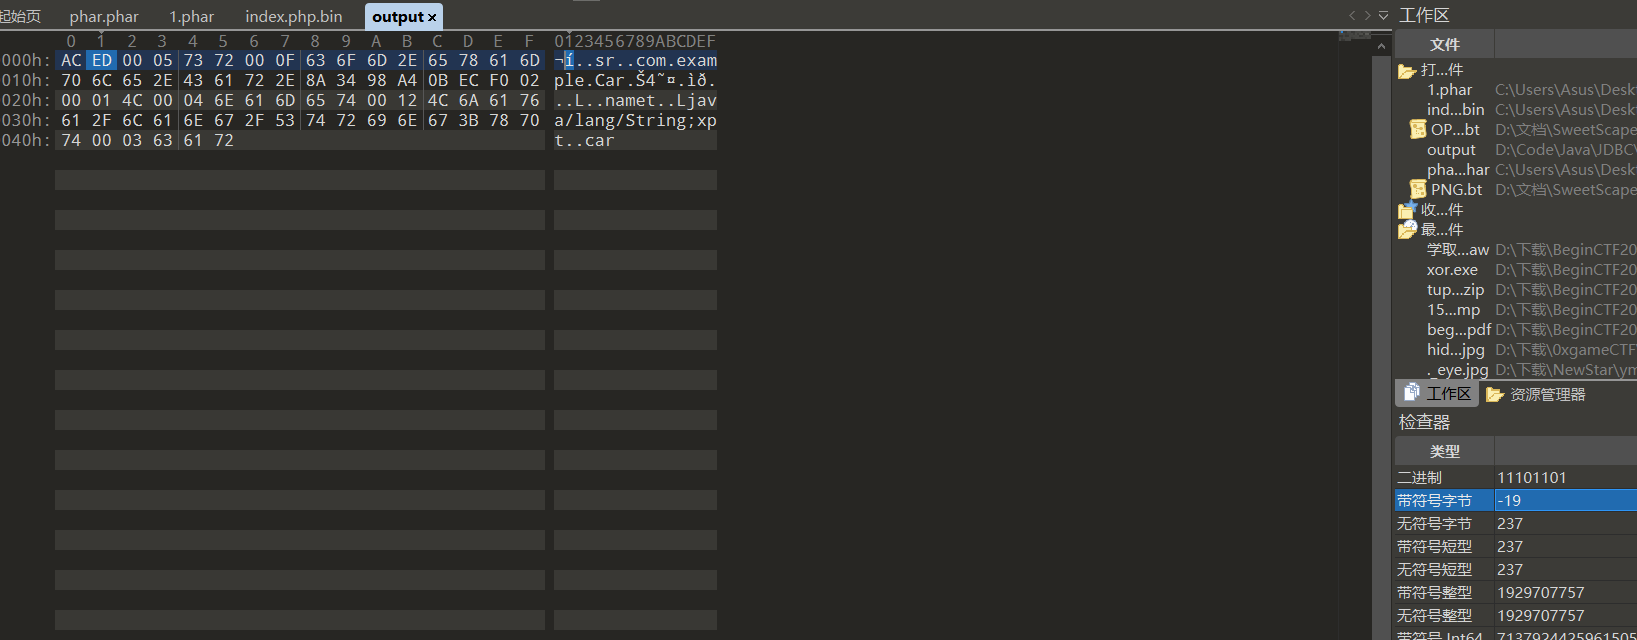 起始页 phar.phar 1.phar index.php.bin output × 工作区
0 1 2 3 4 5 6 7 8 9 A B C D E F 0123456789ABCDEF
000h: AC ED 00 05 73 72 00 0F 63 6F 6D 2E 65 78 61 6D ¬í..sr..com.exam
010h: 70 6C 65 2E 43 61 72 2E 8A 34 98 A4 0B EC F0 02 ple.Car.Š4˜¤.ìð.
020h: 00 01 4C 00 04 6E 61 6D 65 74 00 12 4C 6A 61 76 ..L..namet..Ljav
030h: 61 2F 6C 61 6E 67 2F 53 74 72 69 6E 67 3B 78 70 a/lang/String;xp
040h: 74 00 03 63 61 72 t..car
文件
打...件
1.phar C:\Users\Asus\Desk
ind...bin C:\Users\Asus\Desk
OP...bt D:\文档\SweetScape
output D:\Code\Java\JDBC\
pha...har C:\Users\Asus\Desk
PNG.bt D:\文档\SweetScape
收...件
最...件
学取...aw D:\下载\BeginCTF20
xor.exe D:\下载\BeginCTF20
tup...zip D:\下载\BeginCTF20
15...mp D:\下载\BeginCTF20
beg...pdf D:\下载\BeginCTF20
hid...jpg D:\下载\0xgameCTF
._eye.jpg D:\下载\NewStar\ym
工作区 资源管理器
检查器
类型
二进制 11101101
带符号字节 -19
无符号字节 237
带符号短型 237
无符号短型 237
带符号整型 1929707757
无符号整型 1929707757
带符号 Int64